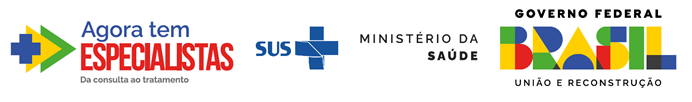 Agora tem
ESPECIALISTAS
Da consulta ao tratamento
SUS
MINISTÉRIO DA
SAÚDE
GOVERNO FEDERAL
BRASIL
UNIÃO E RECONSTRUÇÃO